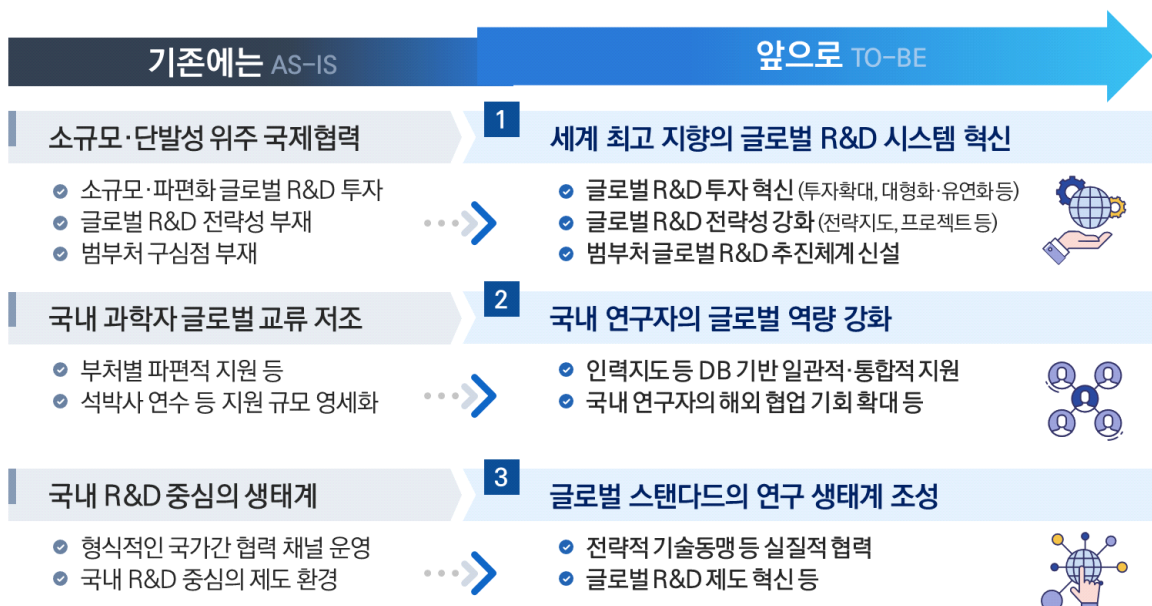 기존에는 AS-IS
앞으로 TO-BE
소규모·단발성 위주 국제협력
1
세계 최고 지향의 글로벌 R&D 시스템 혁신
소규모·파편화 글로벌 R&D 투자
글로벌 R&D 전략성 부재
범부처 구심점 부재
글로벌 R&D 투자 혁신 (투자확대, 대형화·유연화 등)
글로벌 R&D 전략성 강화 (전략지도, 프로젝트 등)
범부처 글로벌 R&D 추진체계 신설
국내 과학자 글로벌 교류 저조
2
국내 연구자의 글로벌 역량 강화
부처별 파편적 지원 등
석박사 연수 등 지원 규모 영세화
인력지도 등 DB 기반 일관적·통합적 지원
국내 연구자의 해외 협업 기회 확대 등
국내 R&D 중심의 생태계
3
글로벌 스탠다드의 연구 생태계 조성
형식적인 국가간 협력 채널 운영
국내 R&D 중심의 제도 환경
전략적 기술동맹 등 실질적 협력
글로벌 R&D 제도 혁신 등